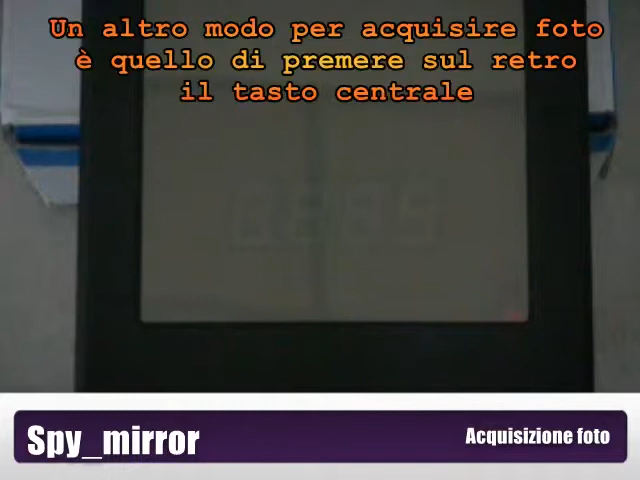 Un altro modo per acquisire foto
è quello di premere sul retro
il tasto centrale
Spy_mirror
Acquisizione foto